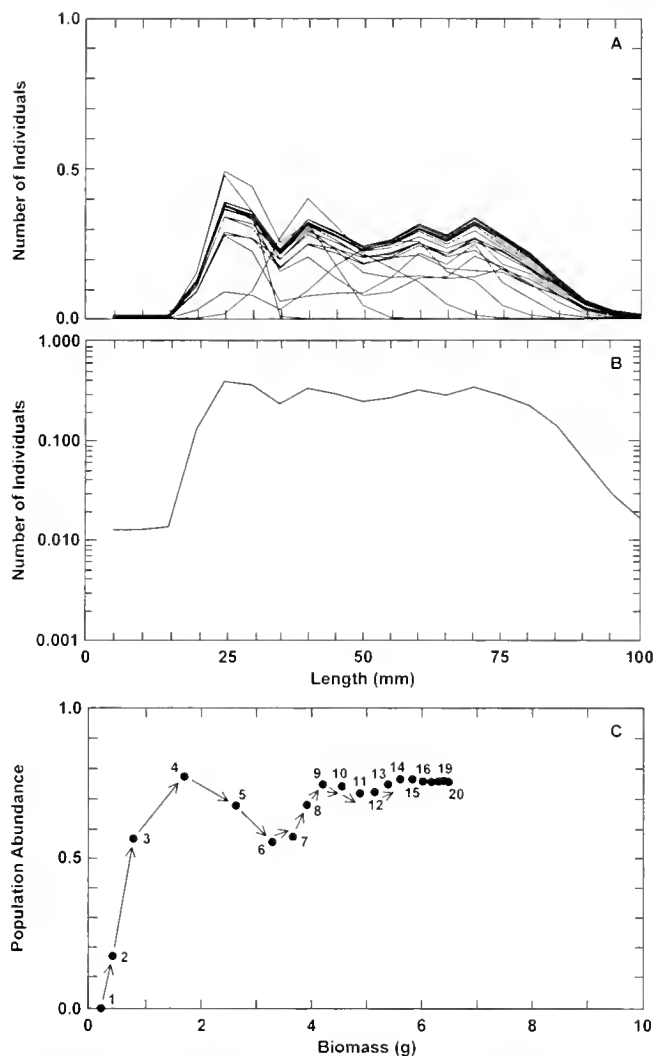 A
Number of Individuals
1.0
0.5
0.0
B
Number of Individuals
1.000
0.100
0.010
0.001
0 25 50 75 100
Length (mm)
C
Population Abundance
1.0
0.5
0.0
1
2
3
4
5
6
7
8
9
10
11
12
13
14
15
16
19
20
0 2 4 6 8 10
Biomass (g)